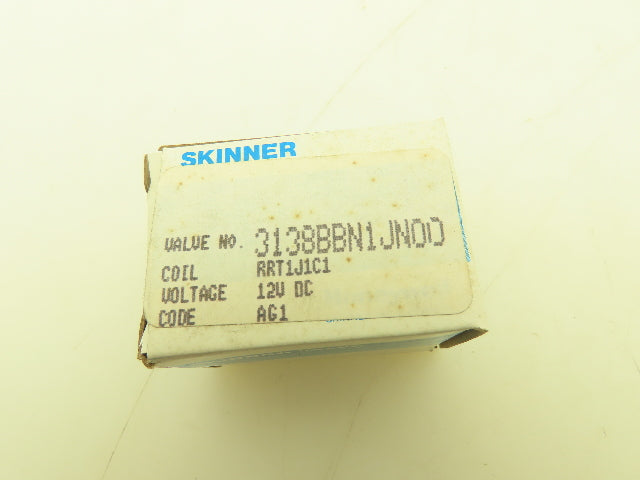 SKINNER
VALVE NO. 3138BBN1JN00
COIL RRT1J1C1
VOLTAGE 12V DC
CODE AG1